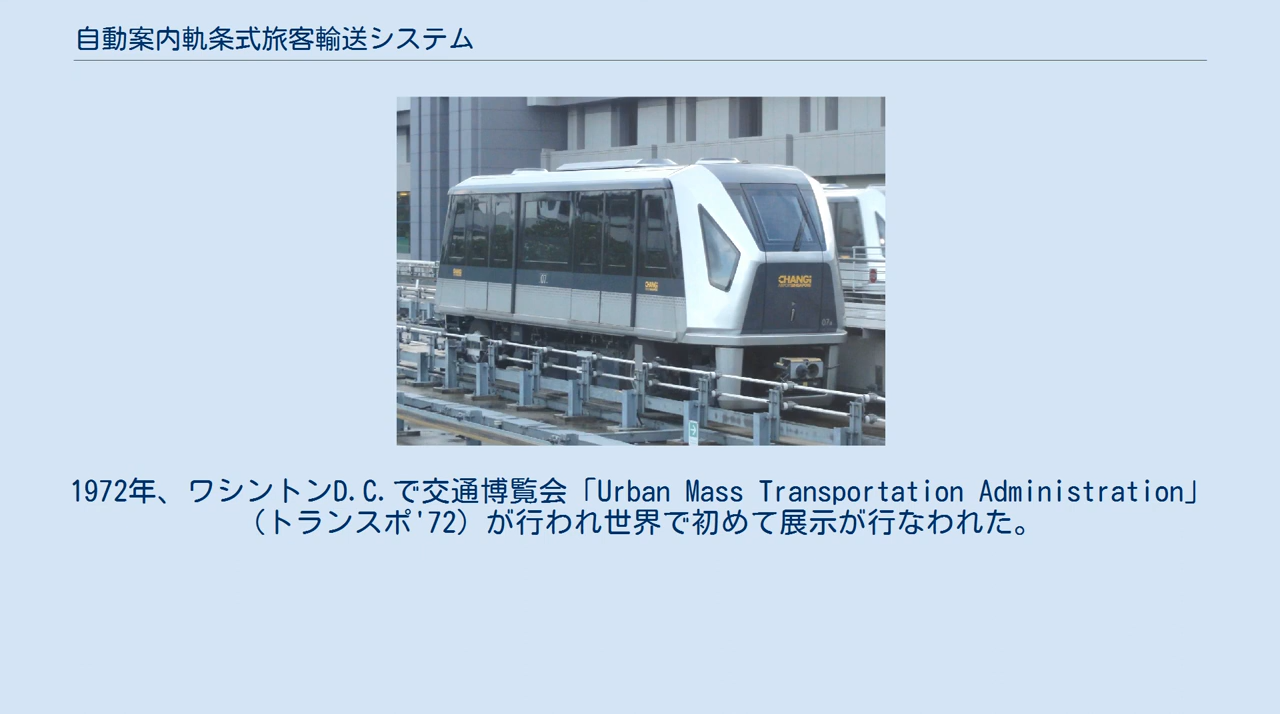 自動案内軌条式旅客輸送システム
CHANGI
07
1972年、ワシントンD.C.で交通博覧会「Urban Mass Transportation Administration」
（トランスポ'72）が行われ世界で初めて展示が行なわれた。